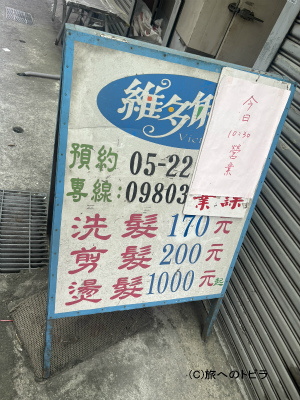 維多
Vic
今日
10:30
營業
預約
05-22
專線:09803
洗髮170元
剪髮200元
燙髮1000元起
(C)旅へのトビラ